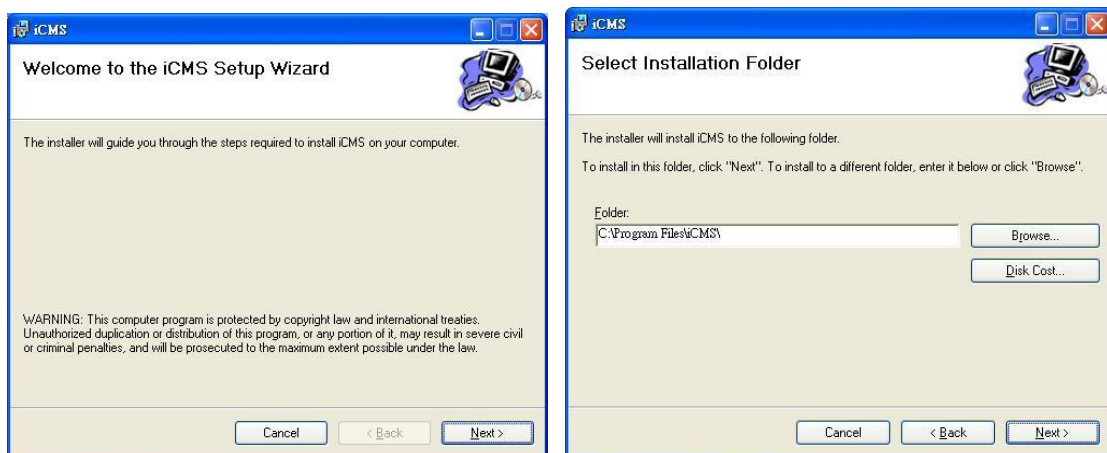 iCMS
Welcome to the iCMS Setup Wizard
The installer will guide you through the steps required to install iCMS on your computer.
WARNING: This computer program is protected by copyright law and international treaties.
Unauthorized duplication or distribution of this program, or any portion of it, may result in severe civil
or criminal penalties, and will be prosecuted to the maximum extent possible under the law.
Cancel
< Back
Next >
iCMS
Select Installation Folder
The installer will install iCMS to the following folder.
To install in this folder, click "Next". To install to a different folder, enter it below or click "Browse".
Folder:
C:\Program Files\iCMS\
Browse...
Disk Cost...
Cancel
< Back
Next >